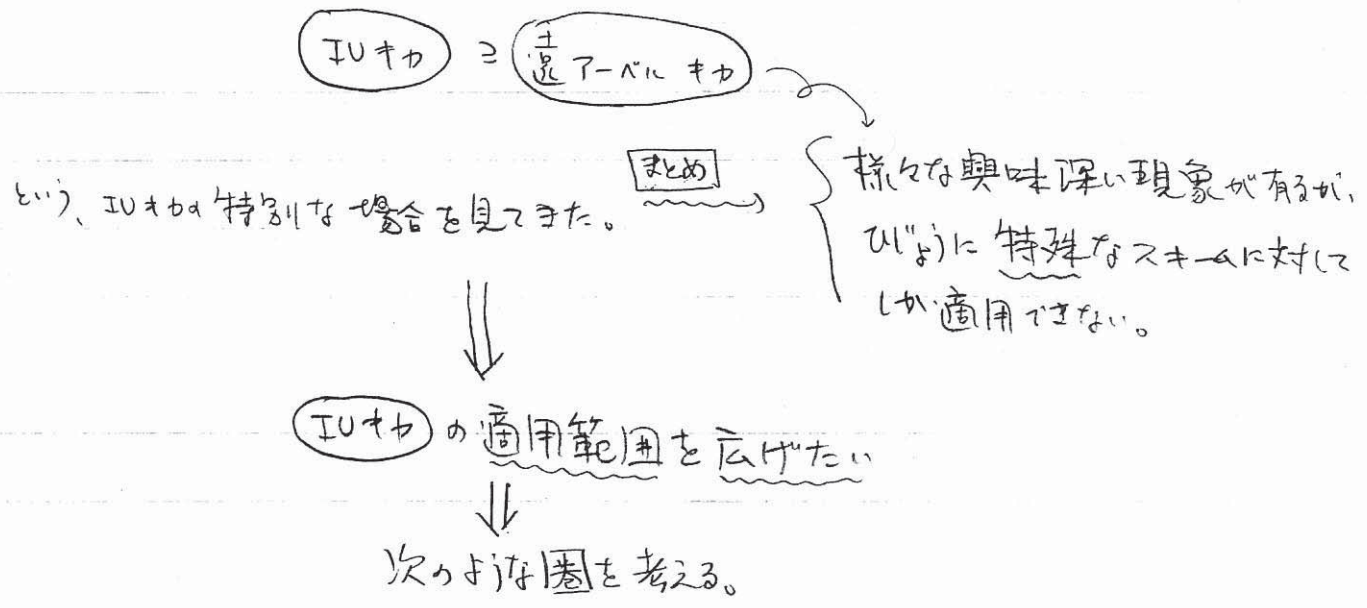 IUキカ ⊇ 遠アーベルキカ
という、IUキカの特別な場合を見てきた。
まとめ
様々な興味深い現象が有るが、
ひじょうに特殊なスキームに対して
しか適用できない。
IUキカの適用範囲を広げたい
次のような圏を考える。